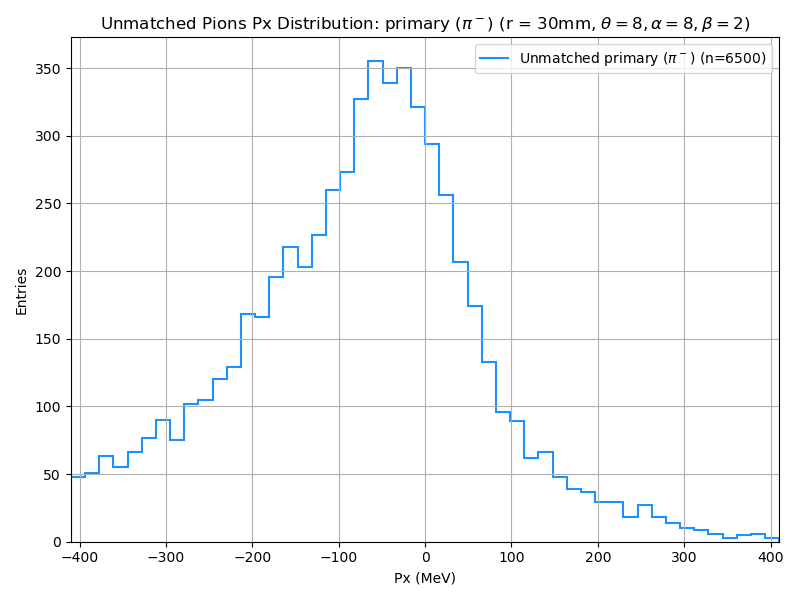 Unmatched Pions Px Distribution: primary (π⁻) (r = 30mm, θ = 8, α = 8, β = 2)
Unmatched primary (π⁻) (n=6500)
350
300
250
200
150
100
50
0
Entries
−400 −300 −200 −100 0 100 200 300 400
Px (MeV)